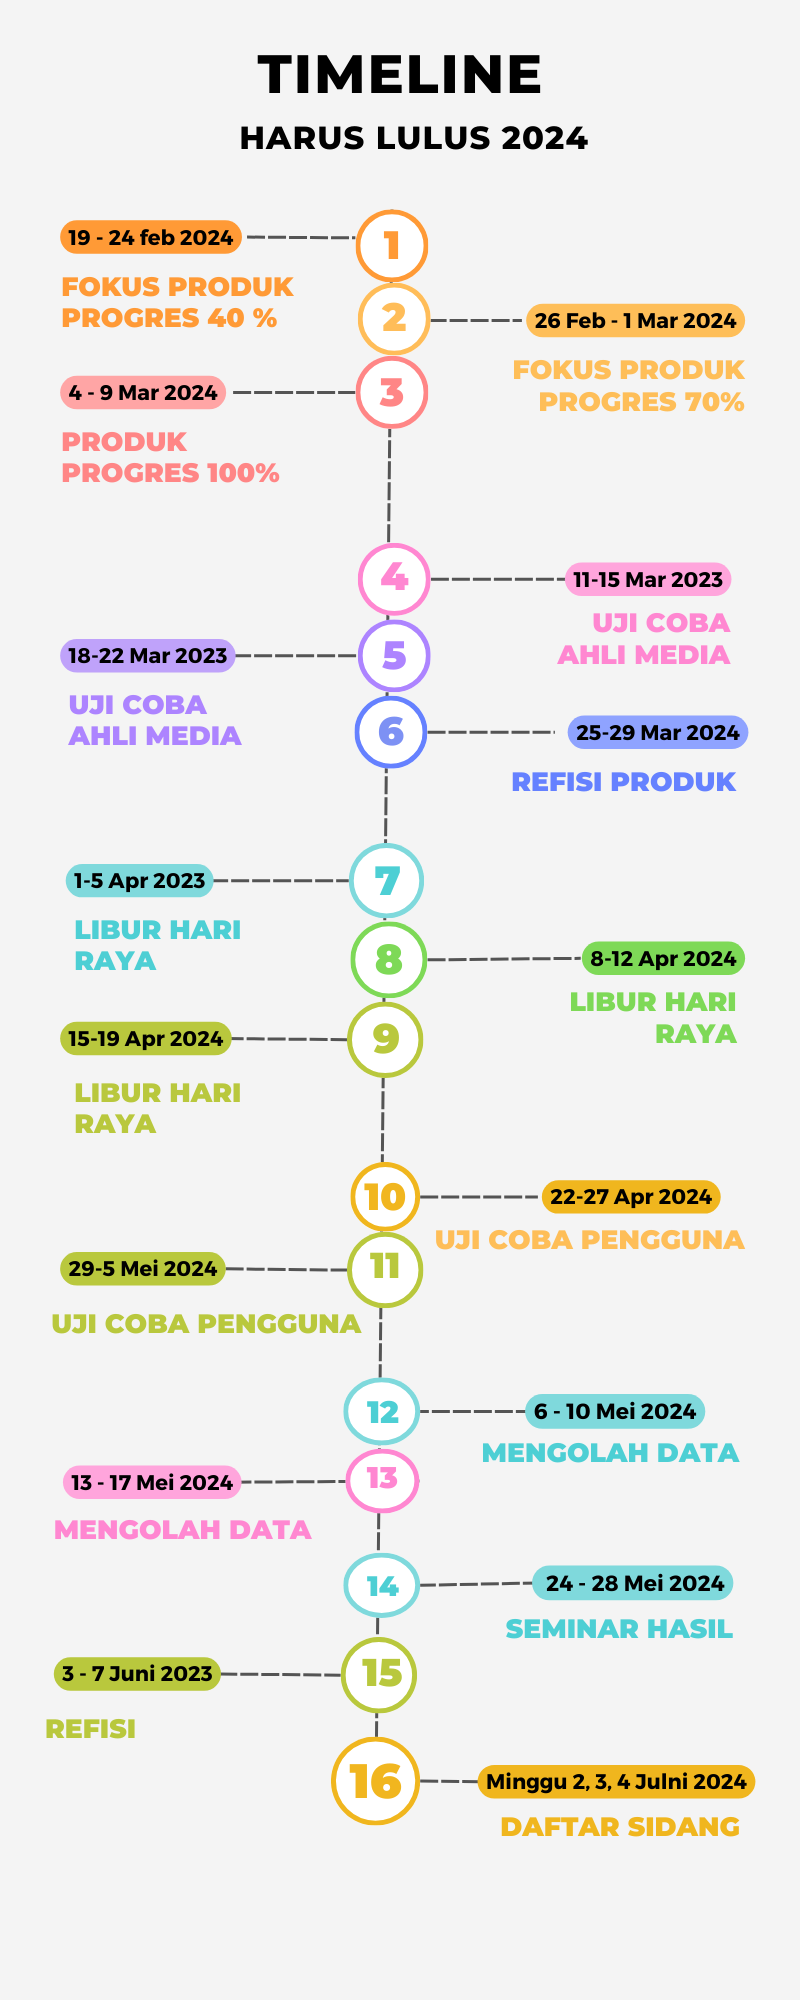 TIMELINE
HARUS LULUS 2024
1
19 - 24 feb 2024
FOKUS PRODUK
PROGRES 40 %
2
26 Feb - 1 Mar 2024
FOKUS PRODUK
PROGRES 70%
3
4 - 9 Mar 2024
PRODUK
PROGRES 100%
4
11-15 Mar 2023
UJI COBA
AHLI MEDIA
5
18-22 Mar 2023
UJI COBA
AHLI MEDIA
6
25-29 Mar 2024
REFISI PRODUK
7
1-5 Apr 2023
LIBUR HARI
RAYA
8
8-12 Apr 2024
LIBUR HARI
RAYA
9
15-19 Apr 2024
LIBUR HARI
RAYA
10
22-27 Apr 2024
UJI COBA PENGGUNA
11
29-5 Mei 2024
UJI COBA PENGGUNA
12
6 - 10 Mei 2024
MENGOLAH DATA
13
13 - 17 Mei 2024
MENGOLAH DATA
14
24 - 28 Mei 2024
SEMINAR HASIL
15
3 - 7 Juni 2023
REFISI
16
Minggu 2, 3, 4 Julni 2024
DAFTAR SIDANG